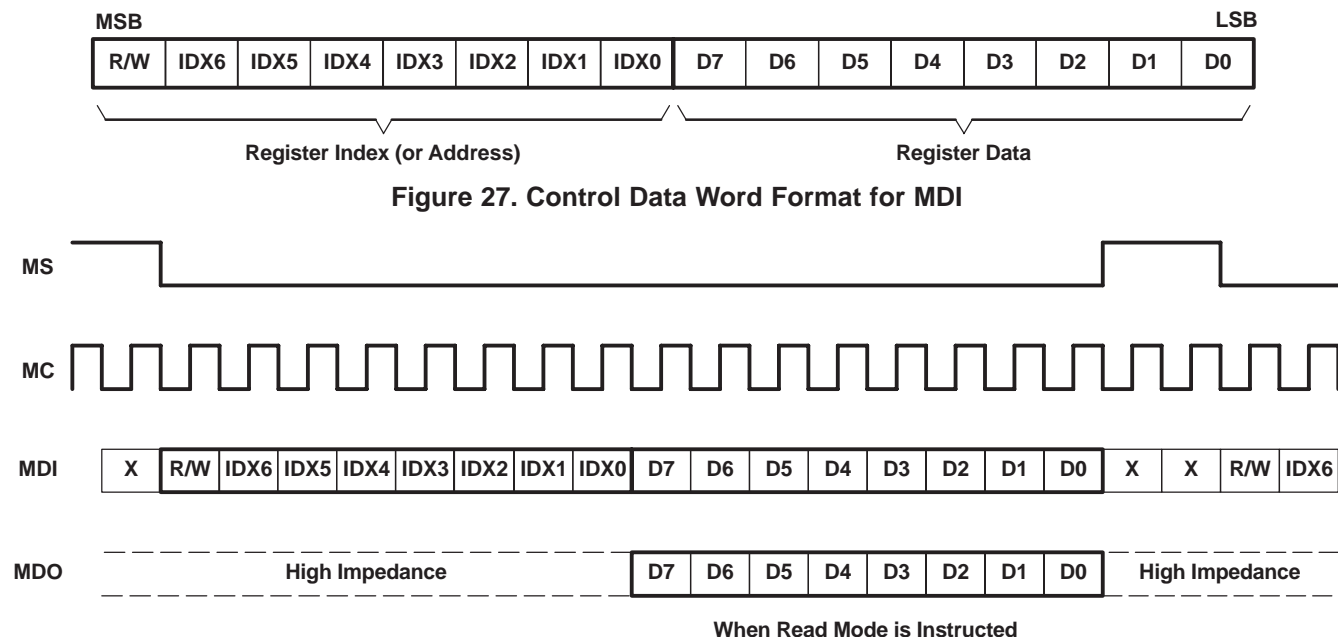 MSB LSB
R/W IDX6 IDX5 IDX4 IDX3 IDX2 IDX1 IDX0 D7 D6 D5 D4 D3 D2 D1 D0
Register Index (or Address) Register Data
Figure 27. Control Data Word Format for MDI
MS
MC
MDI X R/W IDX6 IDX5 IDX4 IDX3 IDX2 IDX1 IDX0 D7 D6 D5 D4 D3 D2 D1 D0 X X R/W IDX6
MDO High Impedance D7 D6 D5 D4 D3 D2 D1 D0 High Impedance
When Read Mode is Instructed